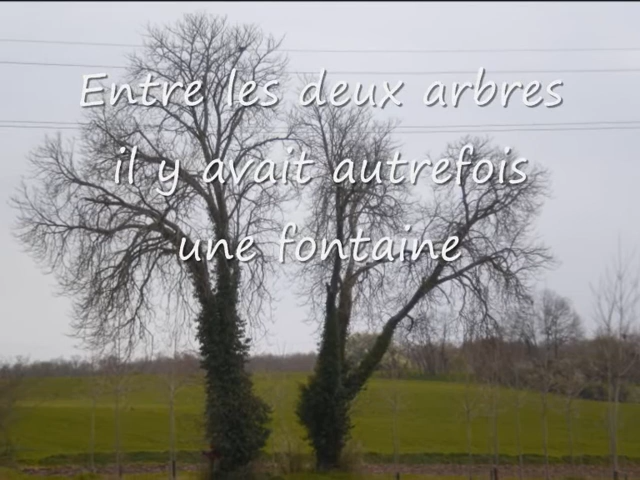 Entre les deux arbres
il y avait autrefois
une fontaine